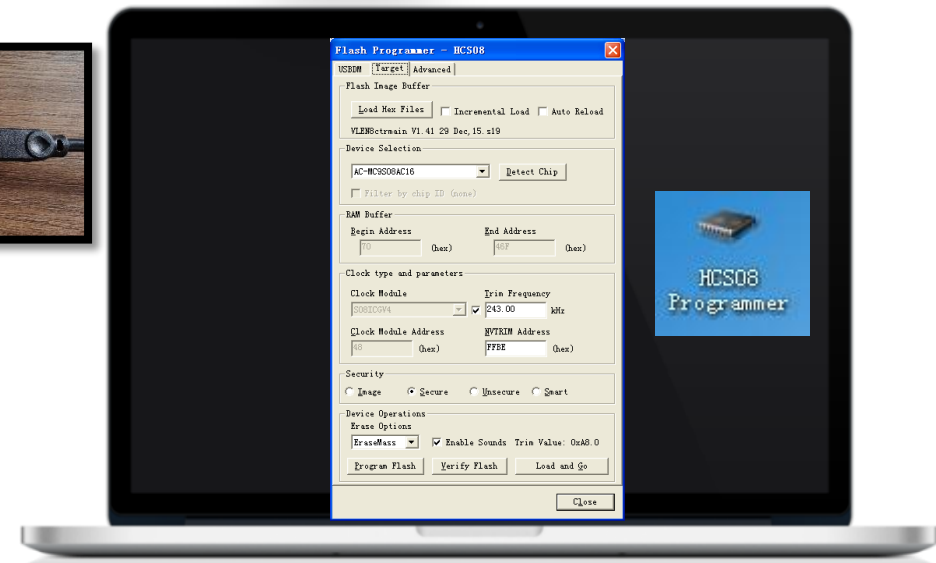 Flash Programmer - HCS08
USBDM Target Advanced
Flash Image Buffer
Load Hex Files Incremental Load Auto Reload
VLENBctrmain V1.41 29 Dec,15.s19
Device Selection
AC-MC9S08AC16 Detect Chip
Filter by chip ID (none)
RAM Buffer
Begin Address End Address
70 (hex) 46F (hex)
Clock type and parameters
Clock Module Trim Frequency
S08ICGV4 243.00 kHz
Clock Module Address NVTRIM Address
48 (hex) FFBE (hex)
Security
Image Secure Unsecure Smart
Device Operations
Erase Options
EraseMass Enable Sounds Trim Value: 0xA8.0
Program Flash Verify Flash Load and Go
Close
HCS08
Programmer